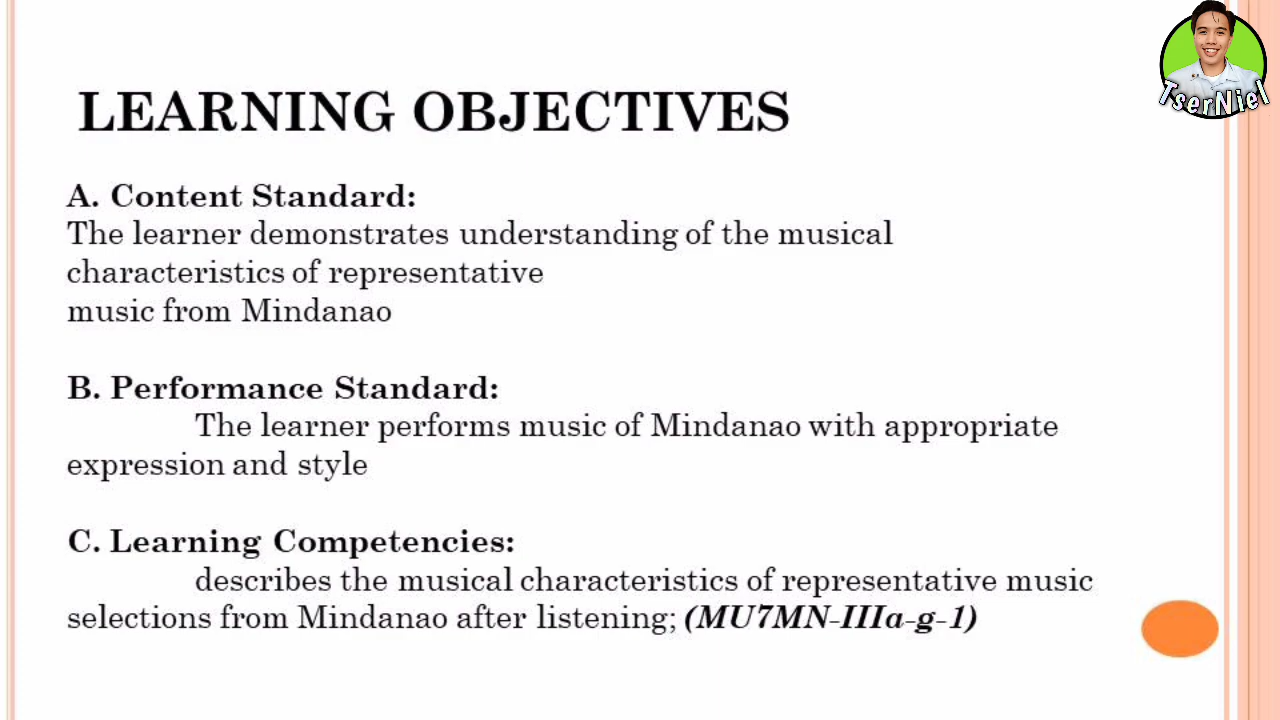 TserNiel
LEARNING OBJECTIVES
A. Content Standard:
The learner demonstrates understanding of the musical
characteristics of representative
music from Mindanao
B. Performance Standard:
The learner performs music of Mindanao with appropriate
expression and style
C. Learning Competencies:
describes the musical characteristics of representative music
selections from Mindanao after listening; (MU7MN-IIIa-g-1)